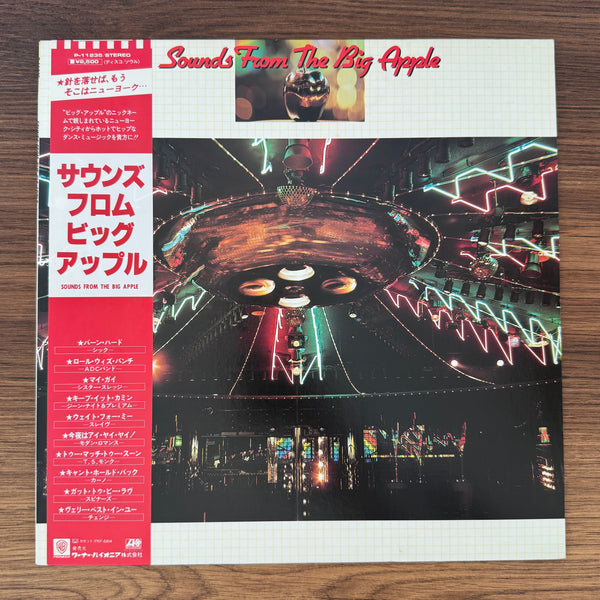 P-11235 STEREO
¥2,500 (ディスコ/ソウル)
★針を落せば、もう
そこはニューヨーク…
"ビッグ・アップル"のニックネー
ムで親しまれているニューヨー
ク・シティからホットでヒップな
ダンス・ミュージックを貴方に!!
サウンズ
フロム
ビッグ
アップル
SOUNDS FROM THE BIG APPLE
★バーン・ハード
—シック—
★ロール・ウィズ・パンチ
—ADCバンド—
★マイ・ガイ
—シスター・スレッジ—
★キープ・イット・カミン
—ジーン・ナイト&プレミアム—
★ウェイト・フォー・ミー
—スレイヴ—
★今夜はアイ・ヤイ・ヤイ!
—モダン・ロマンス—
★トゥー・マッチ・トゥー・スーン
—T.S.モンク—
★キャント・ホールド・バック
—カーノ—
★ガット・トゥ・ビー・ラヴ
—スピナーズ—
★ヴェリー・ベスト・イン・ユー
—チェンジ—
発売元
ワーナー・パイオニア株式会社
Sounds From The Big Apple